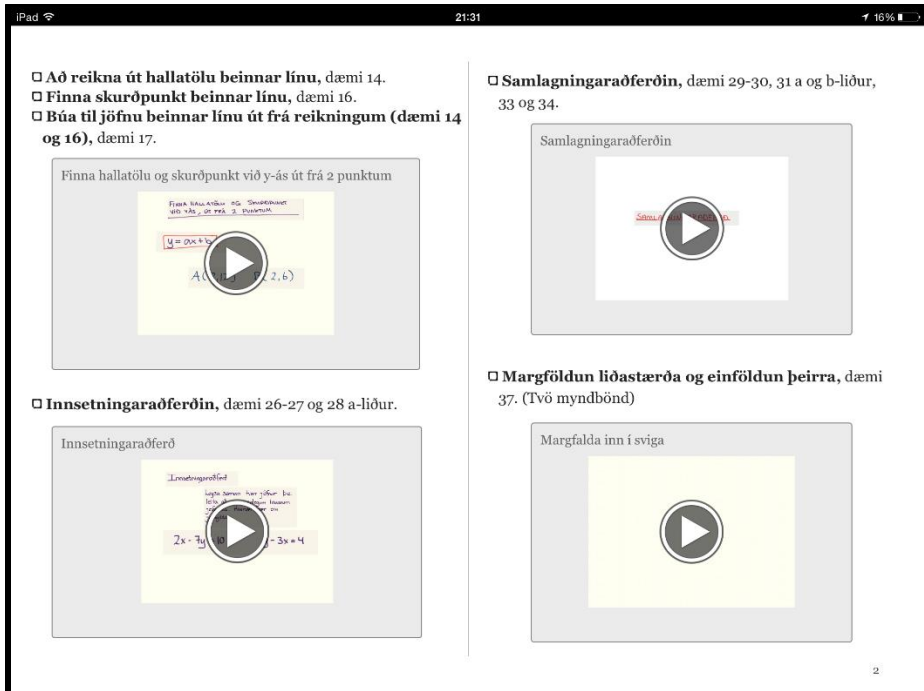 iPad
21:31
16%
Að reikna út hallatölu beinnar línu, dæmi 14.
Finna skurðpunkt beinnar línu, dæmi 16.
Búa til jöfnu beinnar línu út frá reikningum (dæmi 14
og 16), dæmi 17.
Finna hallatölu og skurðpunkt við y-ás út frá 2 punktum
FINNA HALLATÖLU OG SKURÐPUNKT
VIÐ Y-ÁS, ÚT FRÁ 2 PUNKTUM
y = ax + b
A( 2,6)
Innsetningaraðferðin, dæmi 26-27 og 28 a-liður.
Innsetningaraðferð
Innsetningaraðferð
2x - 7y - 3x = 4
Samlagningaraðferðin, dæmi 29-30, 31 a og b-liður,
33 og 34.
Samlagningaraðferðin
Margföldun liðastærða og einföldun þeirra, dæmi
37. (Tvö myndbönd)
Margfalda inn í sviga
2